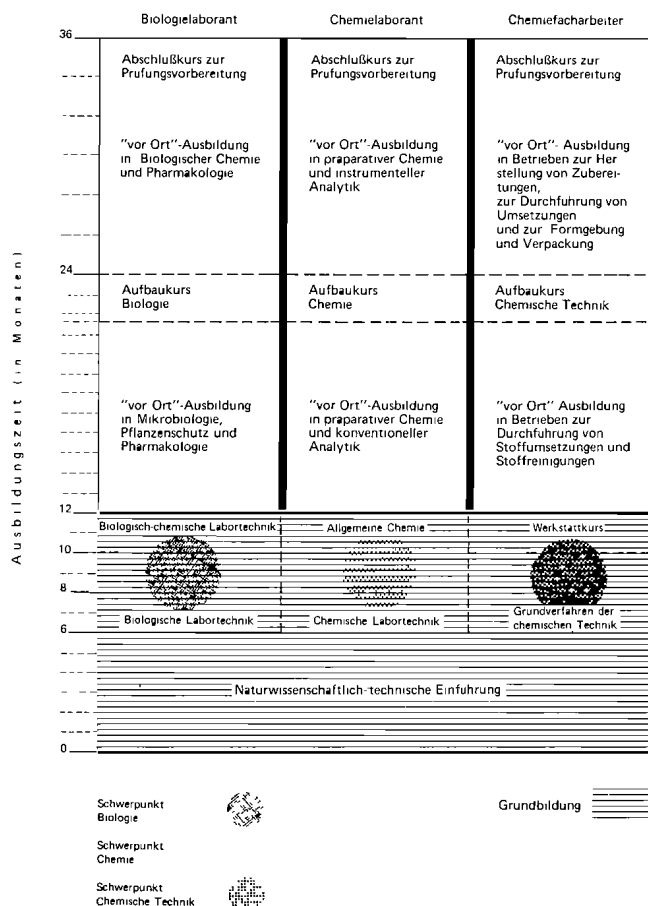 Biologielaborant
Chemielaborant
Chemiefacharbeiter
36
Abschlußkurs zur
Prufungsvorbereitung
Abschlußkurs zur
Prufungsvorbereitung
Abschlußkurs zur
Prufungsvorbereitung
"vor Ort"-Ausbildung
in Biologischer Chemie
und Pharmakologie
"vor Ort"-Ausbildung
in praparativer Chemie
und instrumenteller
Analytik
"vor Ort"- Ausbildung
in Betrieben zur Her
stellung von Zuberei-
tungen,
zur Durchfuhrung von
Umsetzungen
und zur Formgebung
und Verpackung
24
Aufbaukurs
Biologie
Aufbaukurs
Chemie
Aufbaukurs
Chemische Technik
Ausbildungszeit (in Monaten)
"vor Ort"-Ausbildung
in Mikrobiologie,
Pflanzenschutz und
Pharmakologie
"vor Ort"-Ausbildung
in praparativer Chemie
und konventioneller
Analytik
"vor Ort" Ausbildung
in Betrieben zur
Durchfuhrung von
Stoffumsetzungen und
Stoffreinigungen
12
Biologisch-chemische Labortechnik
Allgemeine Chemie
Werkstattkurs
10
8
Biologische Labortechnik
Chemische Labortechnik
Grundverfahren der
chemischen Technik
6
Naturwissenschaftlich-technische Einfuhrung
0
Schwerpunkt
Biologie
Grundbildung
Schwerpunkt
Chemie
Schwerpunkt
Chemische Technik